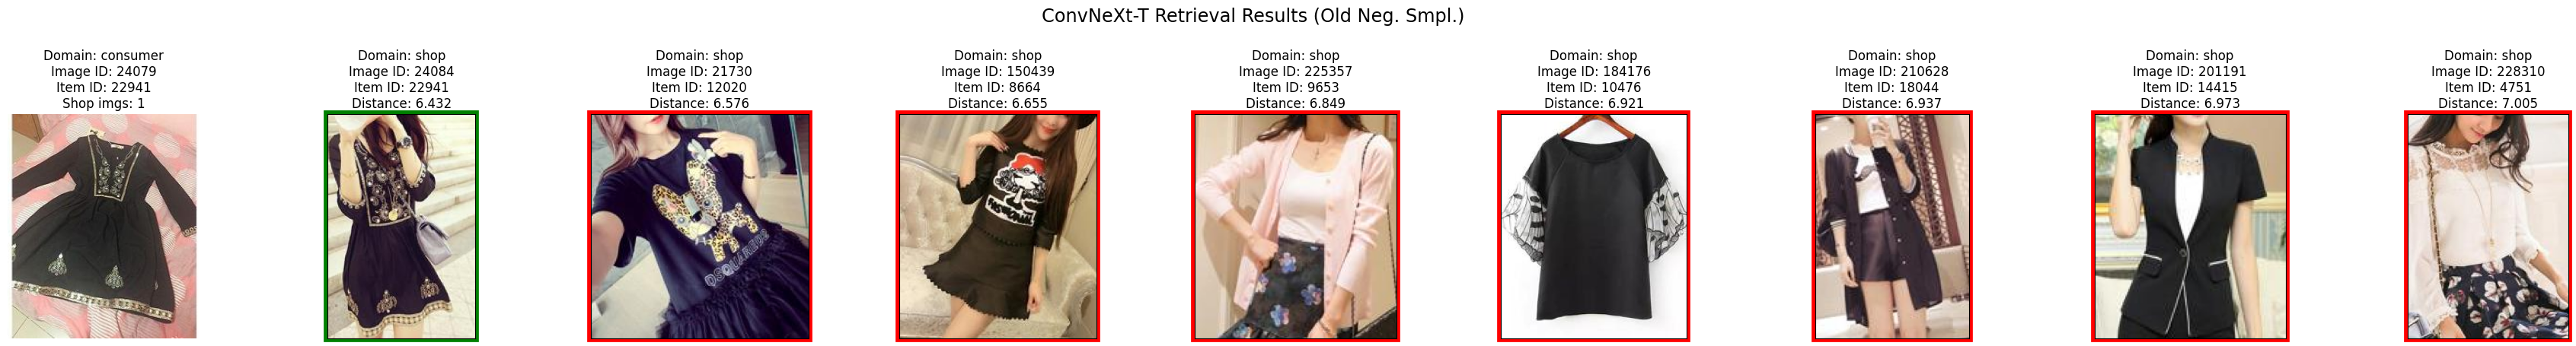 ConvNeXt-T Retrieval Results (Old Neg. Smpl.)
Domain: consumer
Image ID: 24079
Item ID: 22941
Shop imgs: 1
Domain: shop
Image ID: 24084
Item ID: 22941
Distance: 6.432
Domain: shop
Image ID: 21730
Item ID: 12020
Distance: 6.576
Domain: shop
Image ID: 150439
Item ID: 8664
Distance: 6.655
Domain: shop
Image ID: 225357
Item ID: 9653
Distance: 6.849
Domain: shop
Image ID: 184176
Item ID: 10476
Distance: 6.921
Domain: shop
Image ID: 210628
Item ID: 18044
Distance: 6.937
Domain: shop
Image ID: 201191
Item ID: 14415
Distance: 6.973
Domain: shop
Image ID: 228310
Item ID: 4751
Distance: 7.005